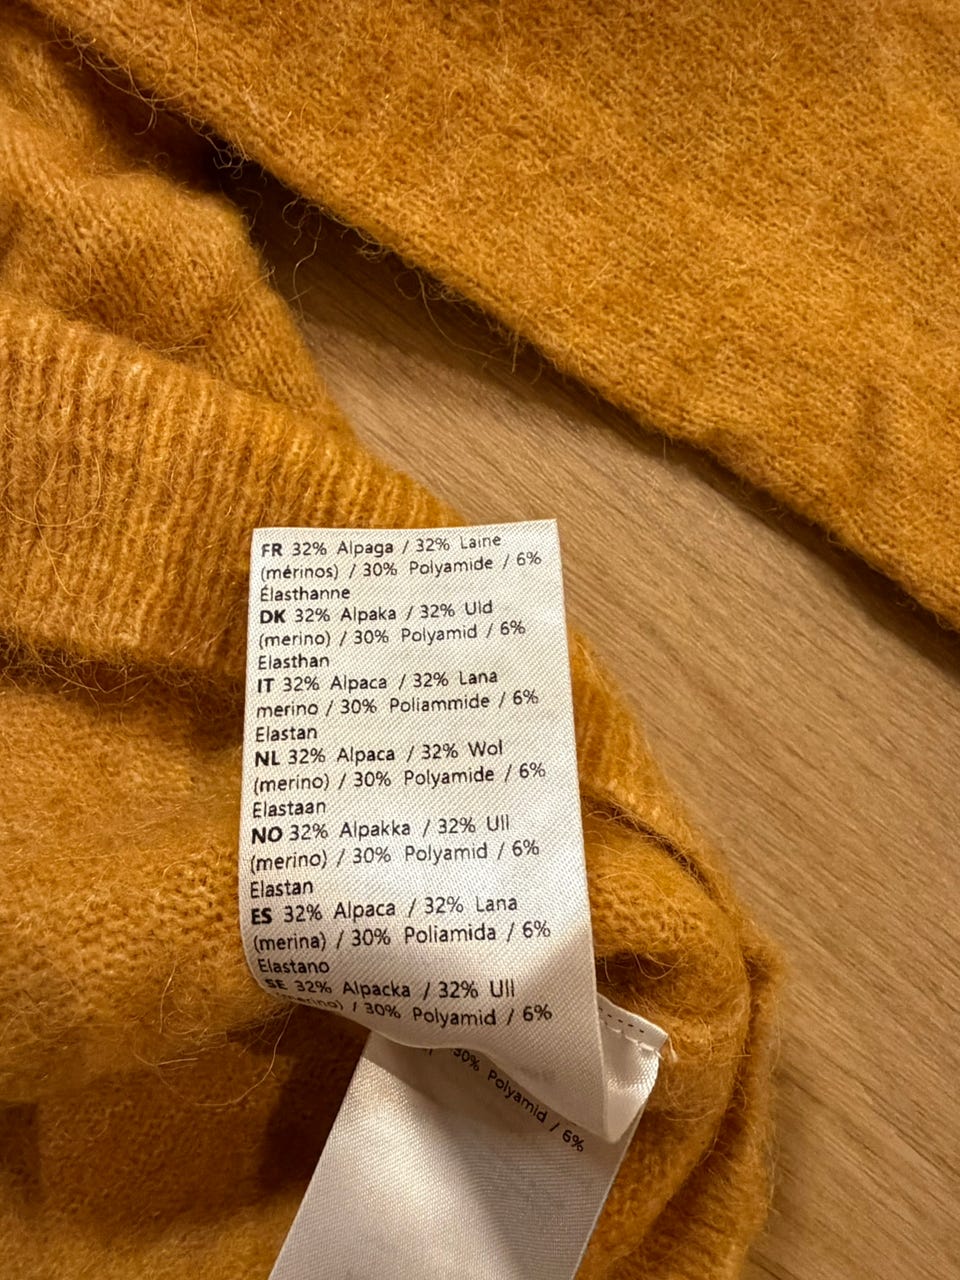 FR 32% Alpaga / 32% Laine
(mérinos) / 30% Polyamide / 6%
Élasthanne
DK 32% Alpaka / 32% Uld
(merino) / 30% Polyamid / 6%
Elasthan
IT 32% Alpaca / 32% Lana
merino / 30% Poliammide / 6%
Elastan
NL 32% Alpaca / 32% Wol
(merino) / 30% Polyamide / 6%
Elastaan
NO 32% Alpakka / 32% Ull
(merino) / 30% Polyamid / 6%
Elastan
ES 32% Alpaca / 32% Lana
(merina) / 30% Poliamida / 6%
Elastano
SE 32% Alpacka / 32% Ull
(merino) / 30% Polyamid / 6%
30% Polyamid / 6%